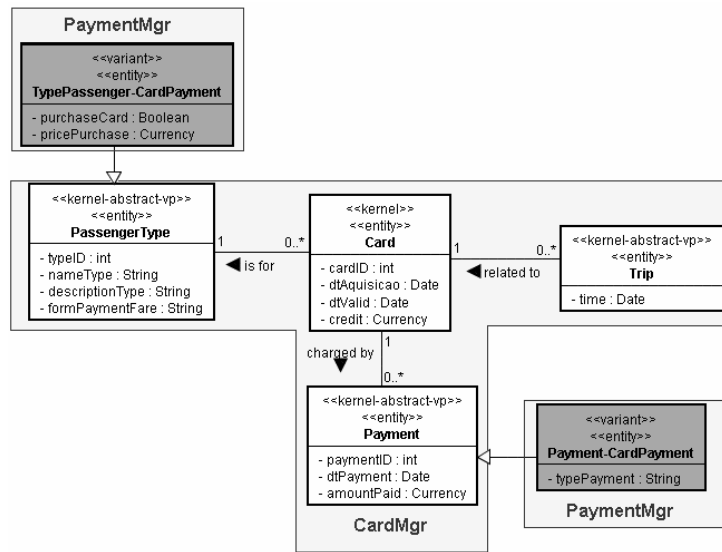 PaymentMgr
<<variant>>
<<entity>>
TypePassenger-CardPayment
- purchaseCard : Boolean
- pricePurchase : Currency
<<kernel-abstract-vp>>
<<entity>>
PassengerType
- typeID : int
- nameType : String
- descriptionType : String
- formPaymentFare : String
1
0..*
is for
<<kernel>>
<<entity>>
Card
- cardID : int
- dtAquisicao : Date
- dtValid : Date
- credit : Currency
1
0..*
related to
<<kernel-abstract-vp>>
<<entity>>
Trip
- time : Date
1
charged by
0..*
<<kernel-abstract-vp>>
<<entity>>
Payment
- paymentID : int
- dtPayment : Date
- amountPaid : Currency
CardMgr
<<variant>>
<<entity>>
Payment-CardPayment
- typePayment : String
PaymentMgr